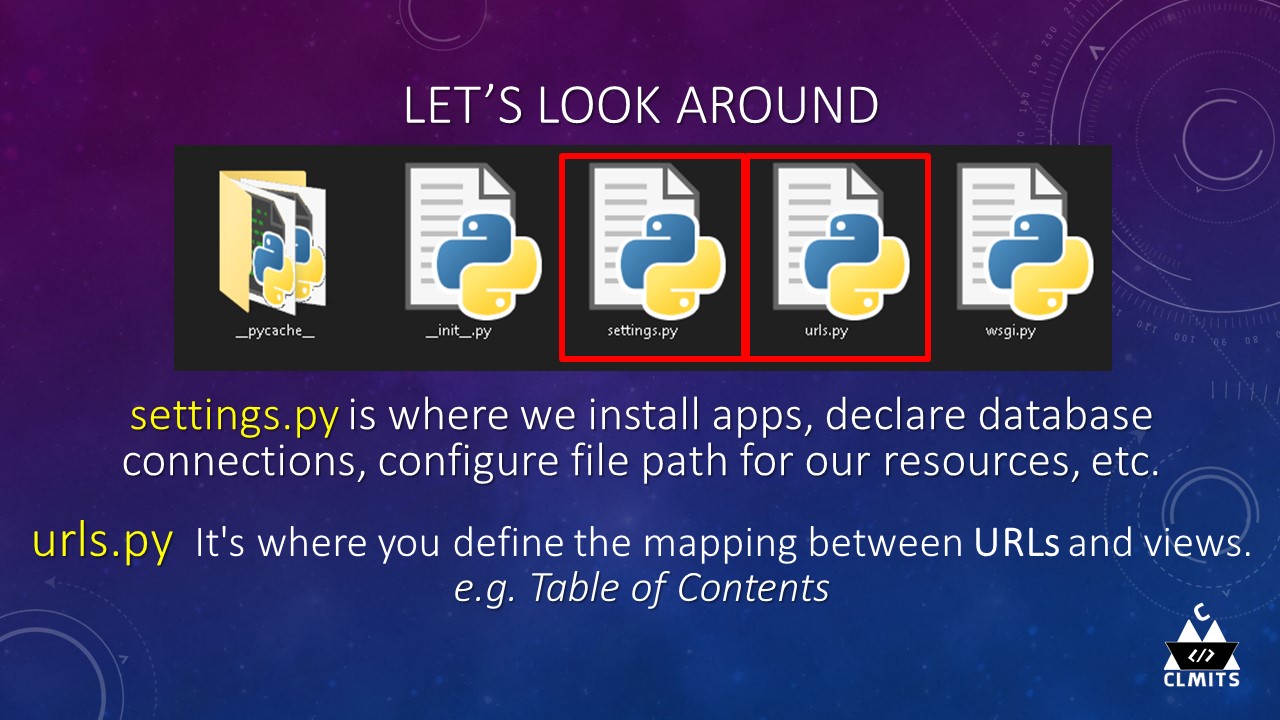 LET’S LOOK AROUND
__pycache__
__init__.py
settings.py
urls.py
wsgi.py
settings.py is where we install apps, declare database
connections, configure file path for our resources, etc.
urls.py It's where you define the mapping between URLs and views.
e.g. Table of Contents
C
</>
CLMITS